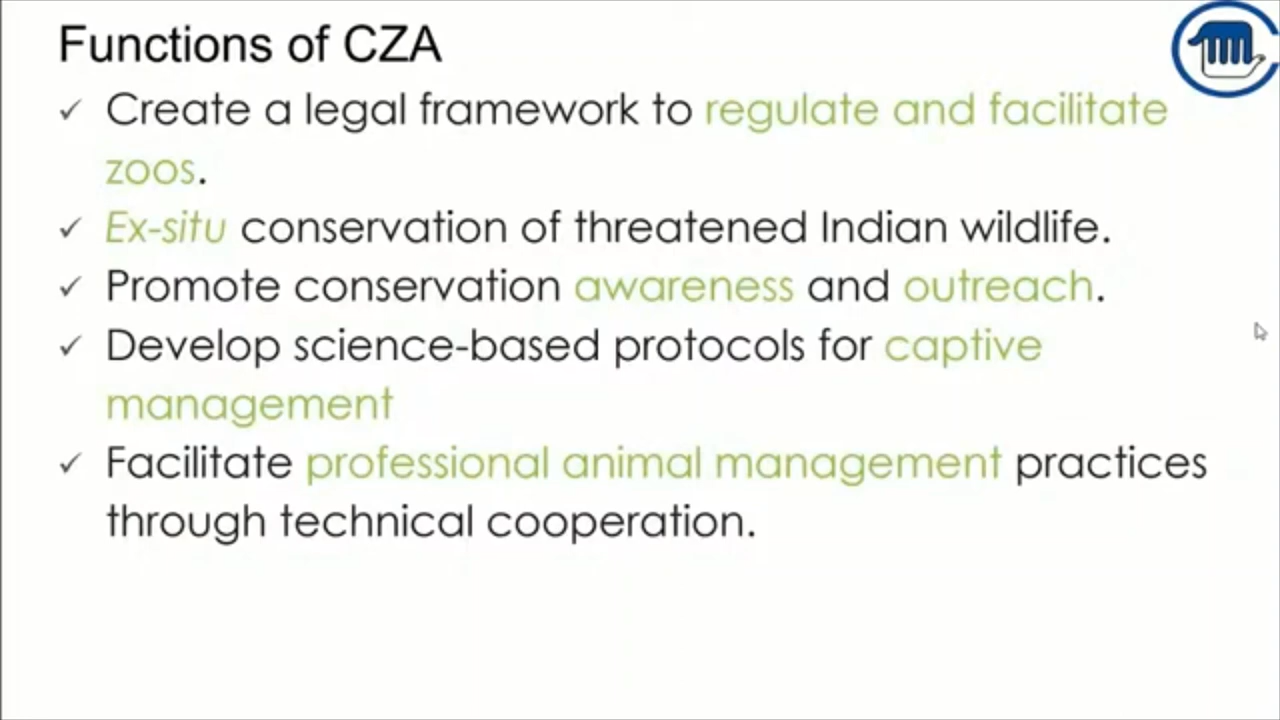 Functions of CZA
✓ Create a legal framework to regulate and facilitate
zoos.
✓ Ex-situ conservation of threatened Indian wildlife.
✓ Promote conservation awareness and outreach.
✓ Develop science-based protocols for captive
management
✓ Facilitate professional animal management practices
through technical cooperation.